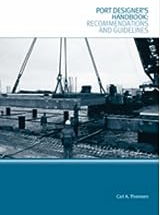 PORT DESIGNER'S
HANDBOOK:
RECOMMENDATIONS
AND GUIDELINES
Carl A. Thoresen